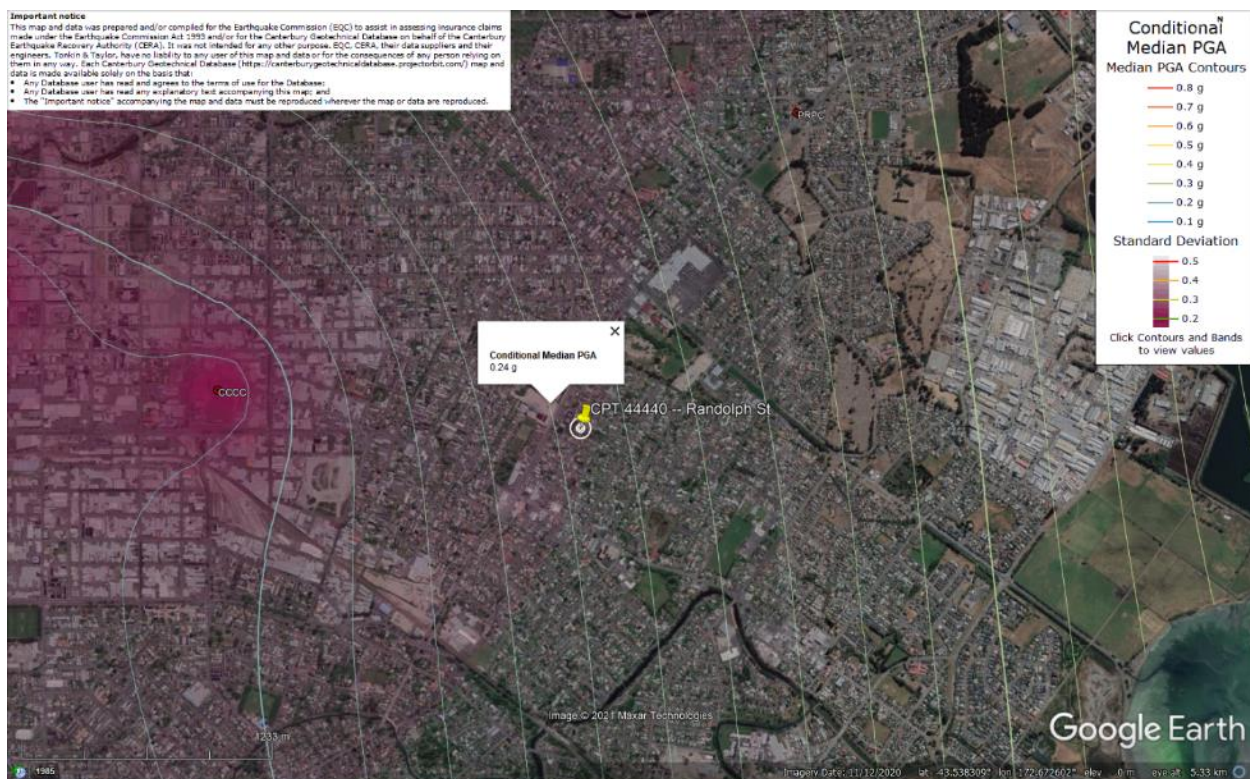 Important notice
This map and data was prepared and/or compiled for the Earthquake Commission (EQC) to assist in assessing insurance claims
made under the Earthquake Commission Act 1993 and/or for the Canterbury Geotechnical Database on behalf of the Canterbury
Earthquake Recovery Authority (CERA). It was not intended for any other purpose. EQC, CERA, their data suppliers and their
engineers, Tonkin & Taylor, have no liability to any user of this map and data or for the consequences of any person relying on
them in any way. Each Canterbury Geotechnical Database (https://canterburygeotechnicaldatabase.projectorbit.com/) map and
data is made available solely on the basis that:
• Any Database user has read and agrees to the terms of use for the Database;
• Any Database user has read any explanatory text accompanying this map; and
• The "Important notice" accompanying the map and data must be reproduced wherever the map or data are reproduced.
N
Conditional
Median PGA
Median PGA Contours
0.8 g
0.7 g
0.6 g
0.5 g
0.4 g
0.3 g
0.2 g
0.1 g
Standard Deviation
0.5
0.4
0.3
0.2
Click Contours and Bands
to view values
PRPC
Conditional Median PGA
0.24 g
CCCC
CPT 44440 -- Randolph St
Image © 2021 Maxar Technologies
1233 m
Google Earth
1985
Imagery Date: 11/12/2020 lat -43.538309° lon 172.672602° elev 0 m eye alt 5.33 km